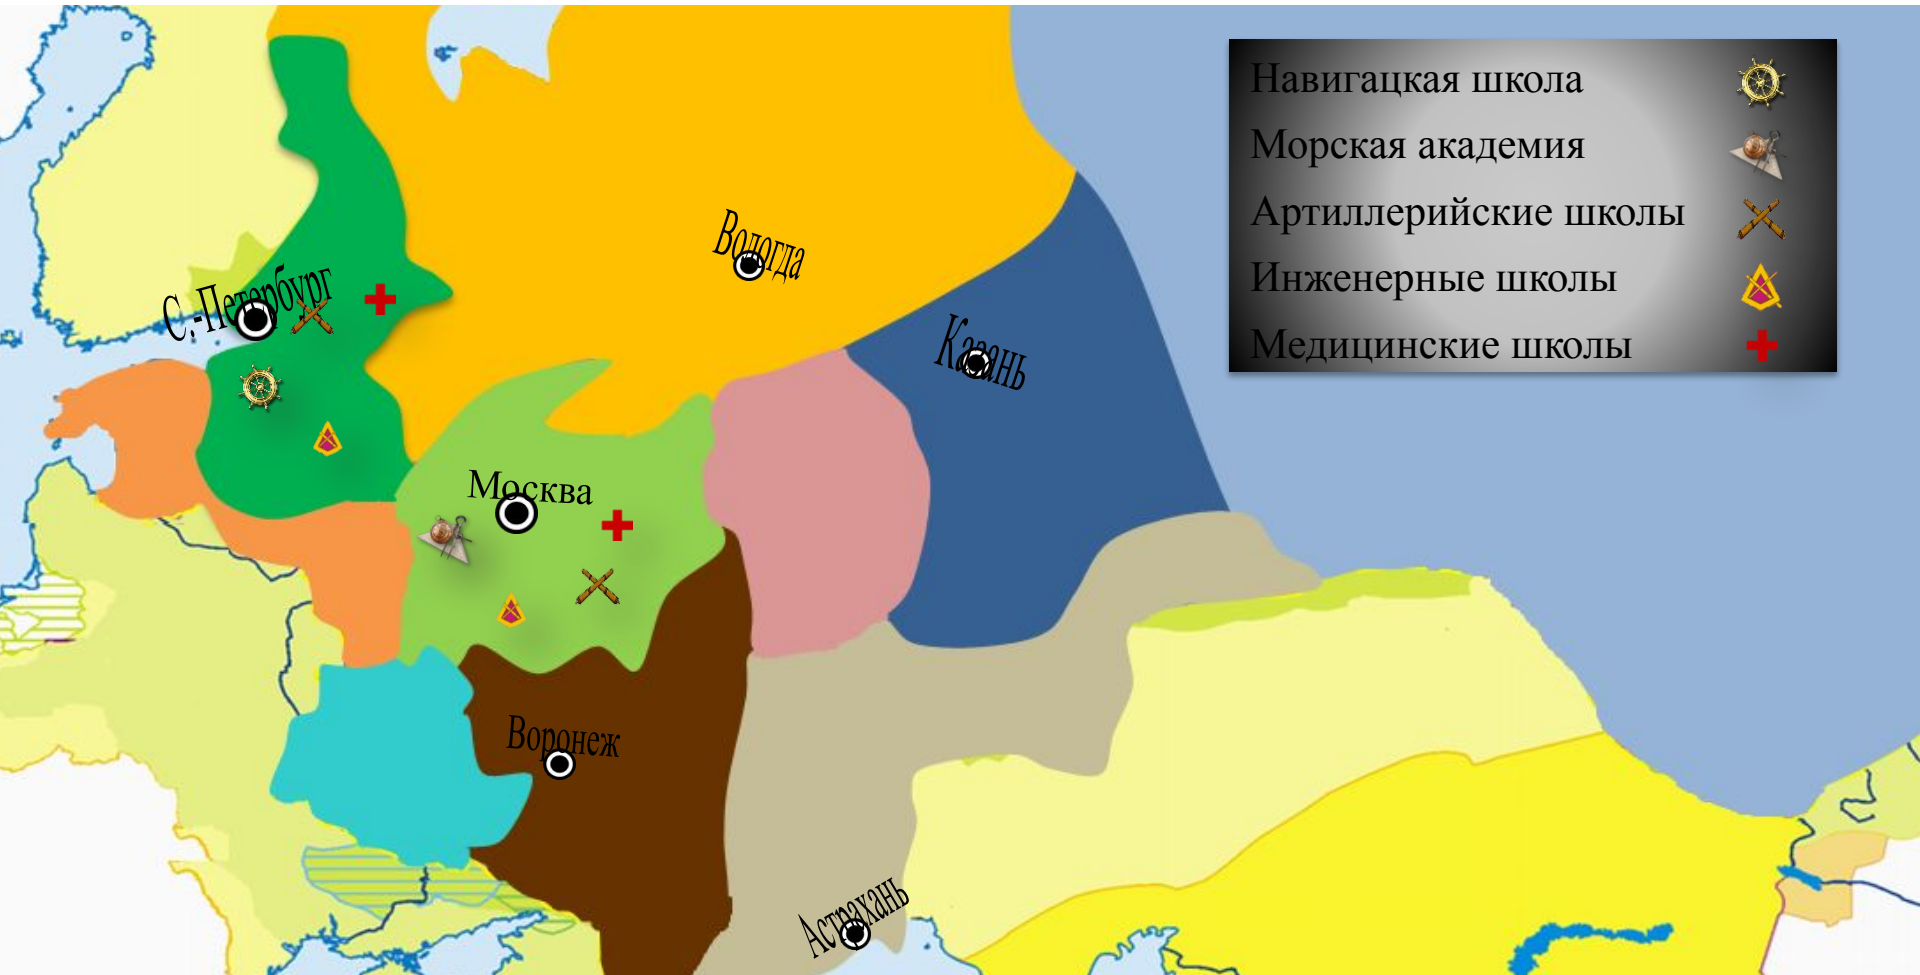 Навигацкая школа
Морская академия
Артиллерийские школы
Инженерные школы
Медицинские школы
Вологда
С.-Петербург
Казань
Москва
Воронеж
Астрахань